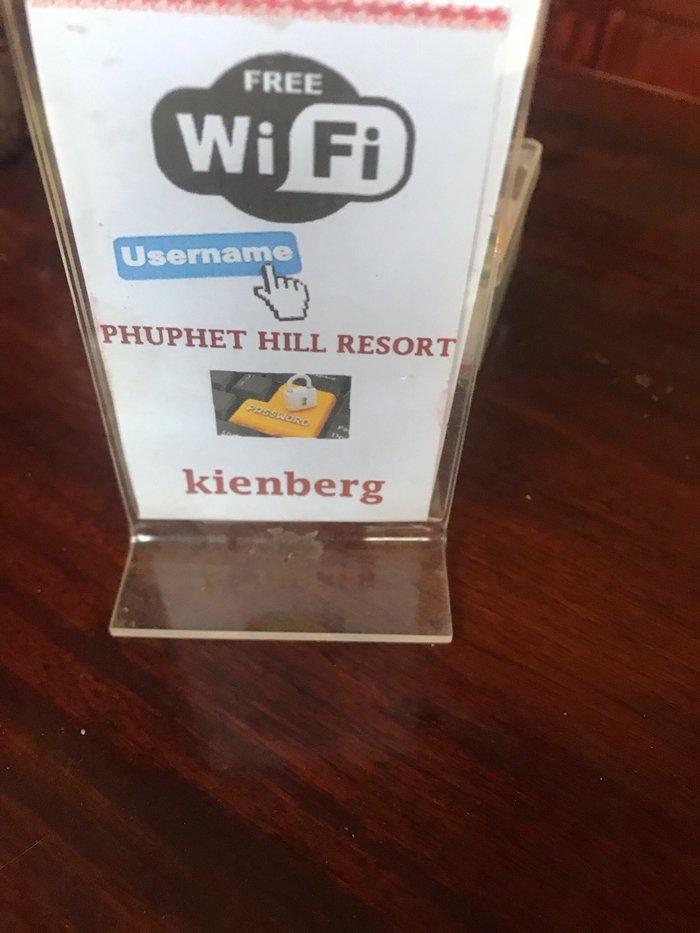 FREE
WiFi
Username
PHUPHET HILL RESORT
PASSWORD
kienberg